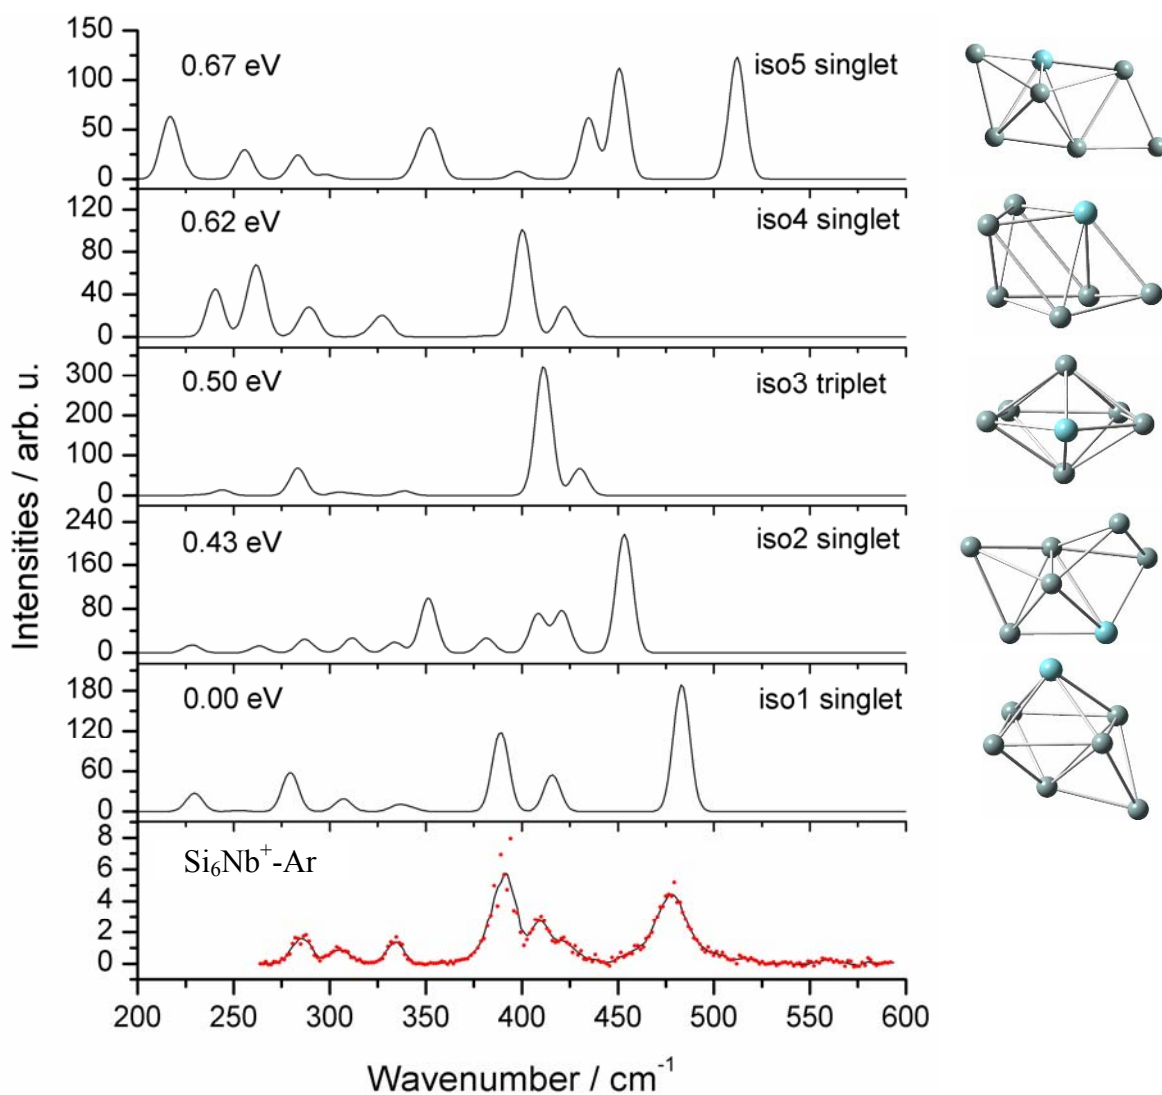 Intensities / arb. u.
150
100
50
0
0.67 eV
iso5 singlet
120
80
40
0
0.62 eV
iso4 singlet
300
200
100
0
0.50 eV
iso3 triplet
240
160
80
0
0.43 eV
iso2 singlet
180
120
60
0
0.00 eV
iso1 singlet
8
6
4
2
0
Si₆Nb⁺-Ar
200 250 300 350 400 450 500 550 600
Wavenumber / cm⁻¹